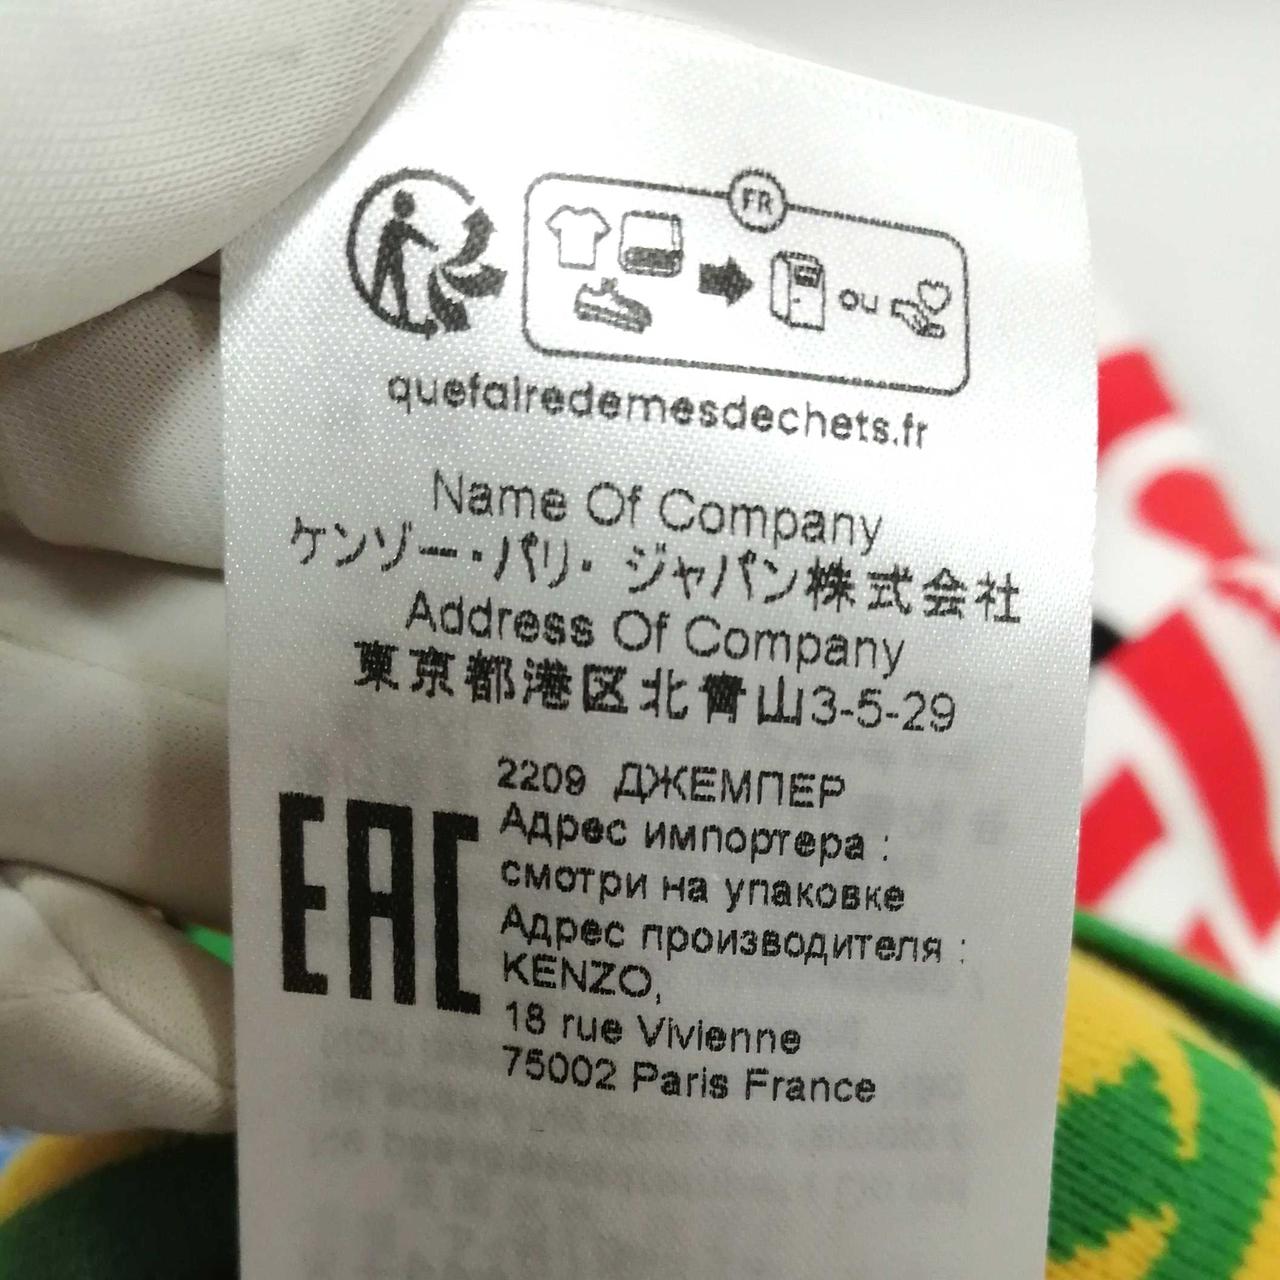 FR
ou
quefairedemesdechets.fr
Name Of Company
ケンゾー・パリ・ ジャパン株式会社
Address Of Company
東京都港区北青山3-5-29
2209 ДЖЕМПЕР
Адрес импортера :
смотри на упаковке
Адрес производителя :
KENZO,
18 rue Vivienne
75002 Paris France
EAC